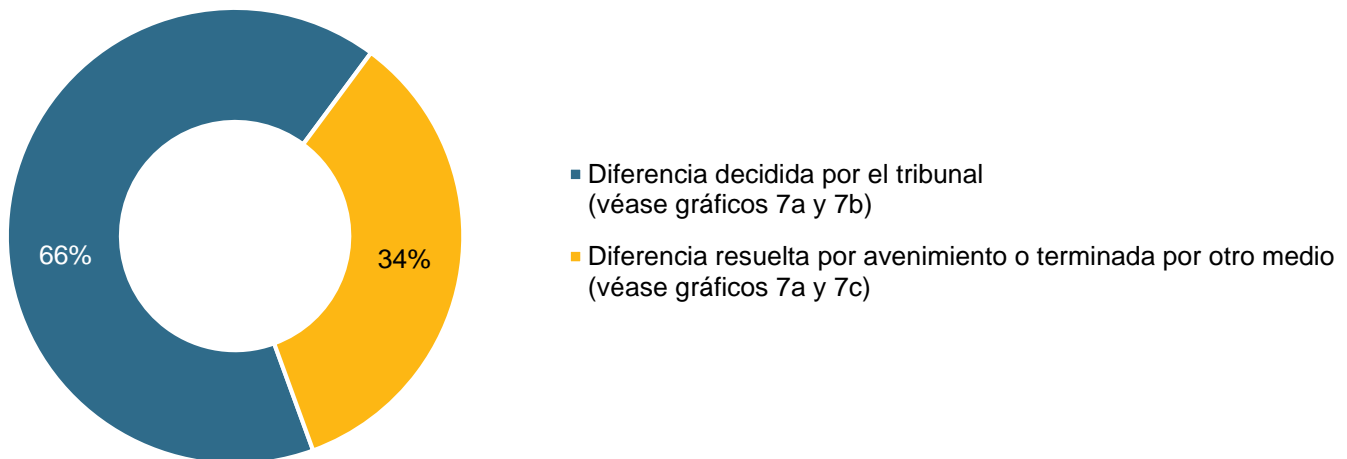 66%
34%
Diferencia decidida por el tribunal
(véase gráficos 7a y 7b)
Diferencia resuelta por avenimiento o terminada por otro medio
(véase gráficos 7a y 7c)